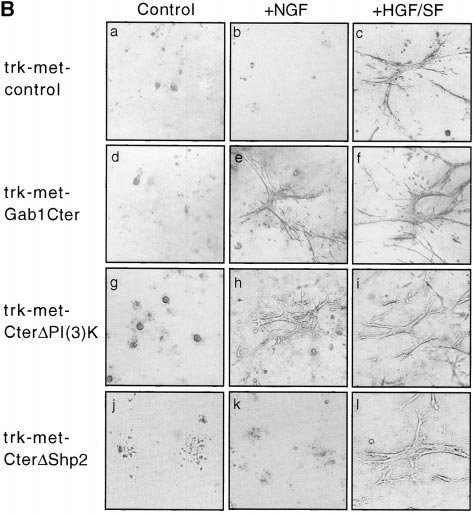 B
Control +NGF +HGF/SF
trk-met-
control
a b c
trk-met-
Gab1Cter
d e f
trk-met-
CterΔPI(3)K
g h i
trk-met-
CterΔShp2
j k l